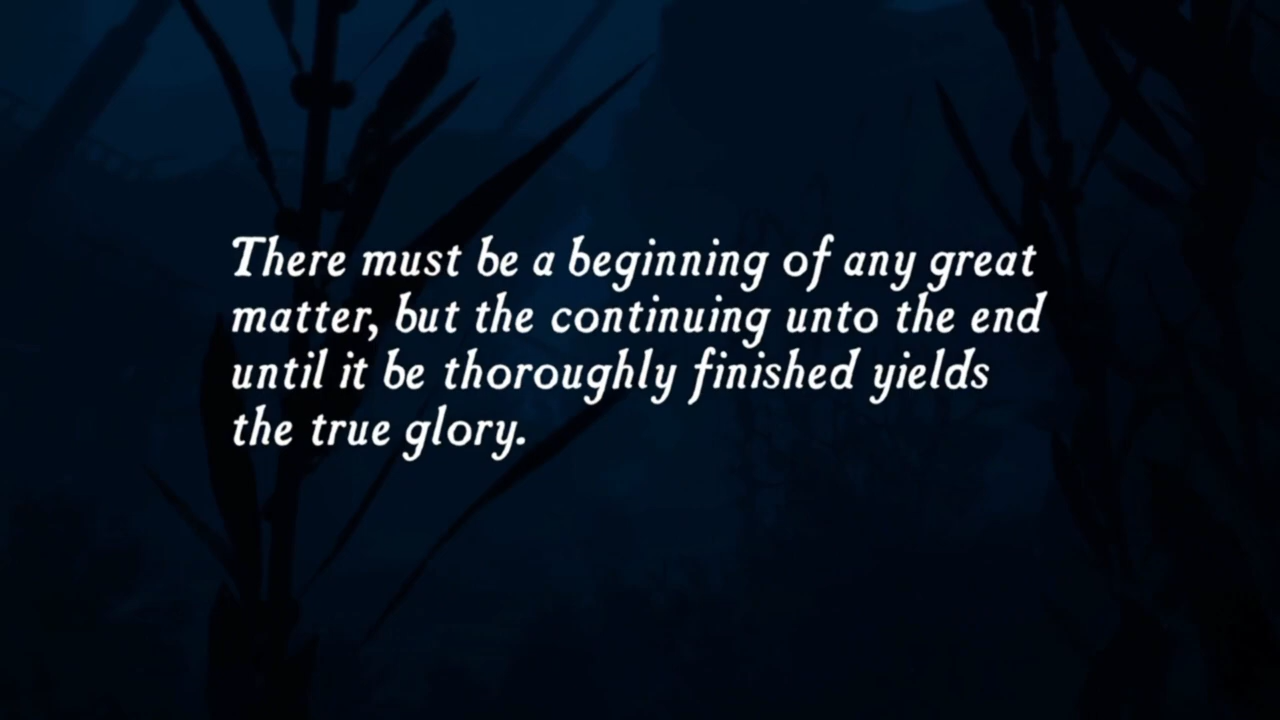 There must be a beginning of any great
matter, but the continuing unto the end
until it be thoroughly finished yields
the true glory.